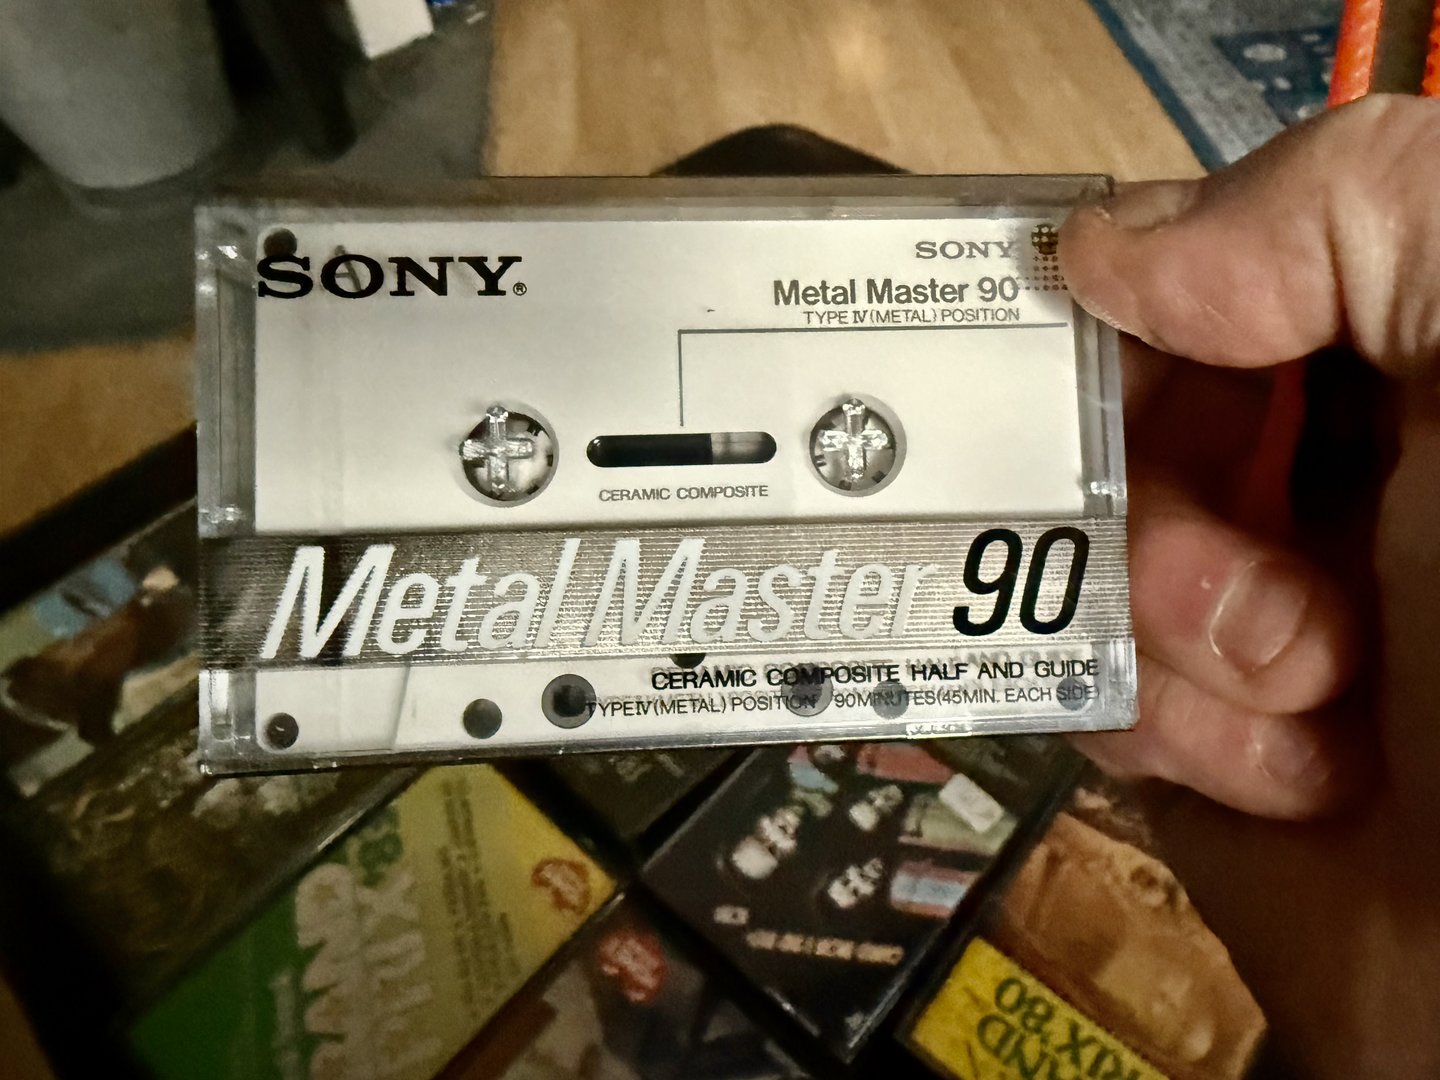 SONY®
SONY
Metal Master 90
TYPE IV (METAL) POSITION
CERAMIC COMPOSITE
Metal Master 90
CERAMIC COMPOSITE HALF AND GUIDE
TYPE IV (METAL) POSITION 90MINUTES (45MIN. EACH SIDE)